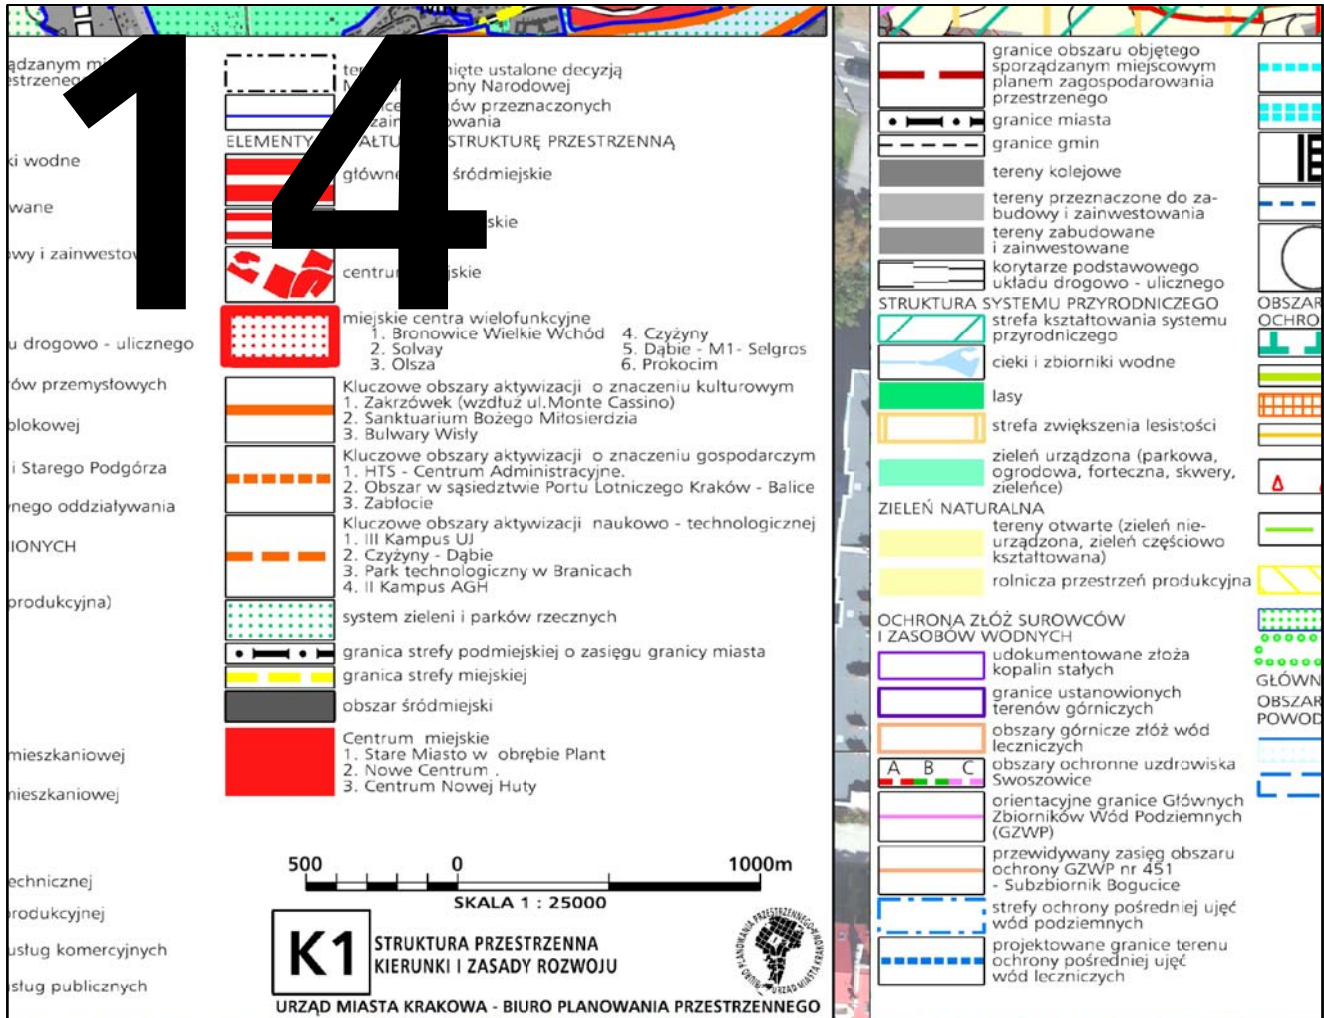 14
MN
ądzanym mi
estrzeneg
ki wodne
wane
owy i zainwestow
u drogowo - ulicznego
rów przemysłowych
blokowej
i Starego Podgórza
nego oddziaływania
IONYCH
produkcyjna)
mieszkaniowej
mieszkaniowej
echnicznej
produkcyjnej
usług komercyjnych
sług publicznych
ięte ustalone decyzją
ony Narodowej
ów przeznaczonych
owania
ELEMENTY
STRUKTURĘ PRZESTRZENNĄ
główne
śródmiejskie
skie
centru
jskie
miejskie centra wielofunkcyjne
1. Bronowice Wielkie Wchód 4. Czyżyny
2. Solvay 5. Dąbie - M1- Selgros
3. Olsza 6. Prokocim
Kluczowe obszary aktywizacji o znaczeniu kulturowym
1. Zakrzówek (wzdłuż ul.Monte Cassino)
2. Sanktuarium Bożego Miłosierdzia
3. Bulwary Wisły
Kluczowe obszary aktywizacji o znaczeniu gospodarczym
1. HTS - Centrum Administracyjne.
2. Obszar w sąsiedztwie Portu Lotniczego Kraków - Balice
3. Zabłocie
Kluczowe obszary aktywizacji naukowo - technologicznej
1. III Kampus UJ
2. Czyżyny - Dąbie
3. Park technologiczny w Branicach
4. II Kampus AGH
system zieleni i parków rzecznych
granica strefy podmiejskiej o zasięgu granicy miasta
granica strefy miejskiej
obszar śródmiejski
Centrum miejskie
1. Stare Miasto w obrębie Plant
2. Nowe Centrum .
3. Centrum Nowej Huty
500 0 1000m
SKALA 1 : 25000
K1
STRUKTURA PRZESTRZENNA
KIERUNKI I ZASADY ROZWOJU
URZĄD MIASTA KRAKOWA - BIURO PLANOWANIA PRZESTRZENNEGO
granice obszaru objętego
sporządzanym miejscowym
planem zagospodarowania
przestrzenego
granice miasta
granice gmin
tereny kolejowe
tereny przeznaczone do za-
budowy i zainwestowania
tereny zabudowane
i zainwestowane
korytarze podstawowego
układu drogowo - ulicznego
STRUKTURA SYSTEMU PRZYRODNICZEGO
strefa kształtowania systemu
przyrodniczego
cieki i zbiorniki wodne
lasy
strefa zwiększenia lesistości
zieleń urządzona (parkowa,
ogrodowa, forteczna, skwery,
zieleńce)
ZIELEŃ NATURALNA
tereny otwarte (zieleń nie-
urządzona, zieleń częściowo
kształtowana)
rolnicza przestrzeń produkcyjna
OCHRONA ZŁÓŻ SUROWCÓW
I ZASOBÓW WODNYCH
udokumentowane złoża
kopalin stałych
granice ustanowionych
terenów górniczych
obszary górnicze złóż wód
leczniczych
A B C
obszary ochronne uzdrowiska
Swoszowice
orientacyjne granice Głównych
Zbiorników Wód Podziemnych
(GZWP)
przewidywany zasięg obszaru
ochrony GZWP nr 451
- Subzbiornik Bogucice
strefy ochrony pośredniej ujęć
wód podziemnych
projektowane granice terenu
ochrony pośredniej ujęć
wód leczniczych
OBSZAR
OCHRO
GŁÓWN
OBSZAR
POWOD